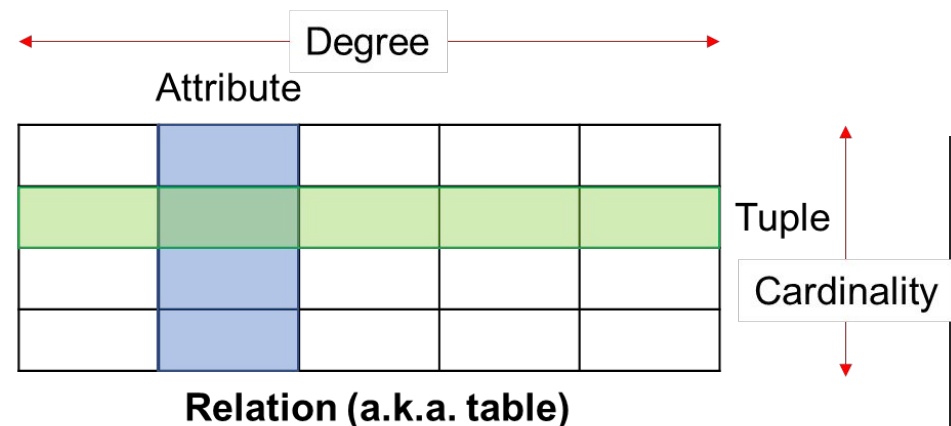 Degree
Attribute
Tuple
Cardinality
Relation (a.k.a. table)